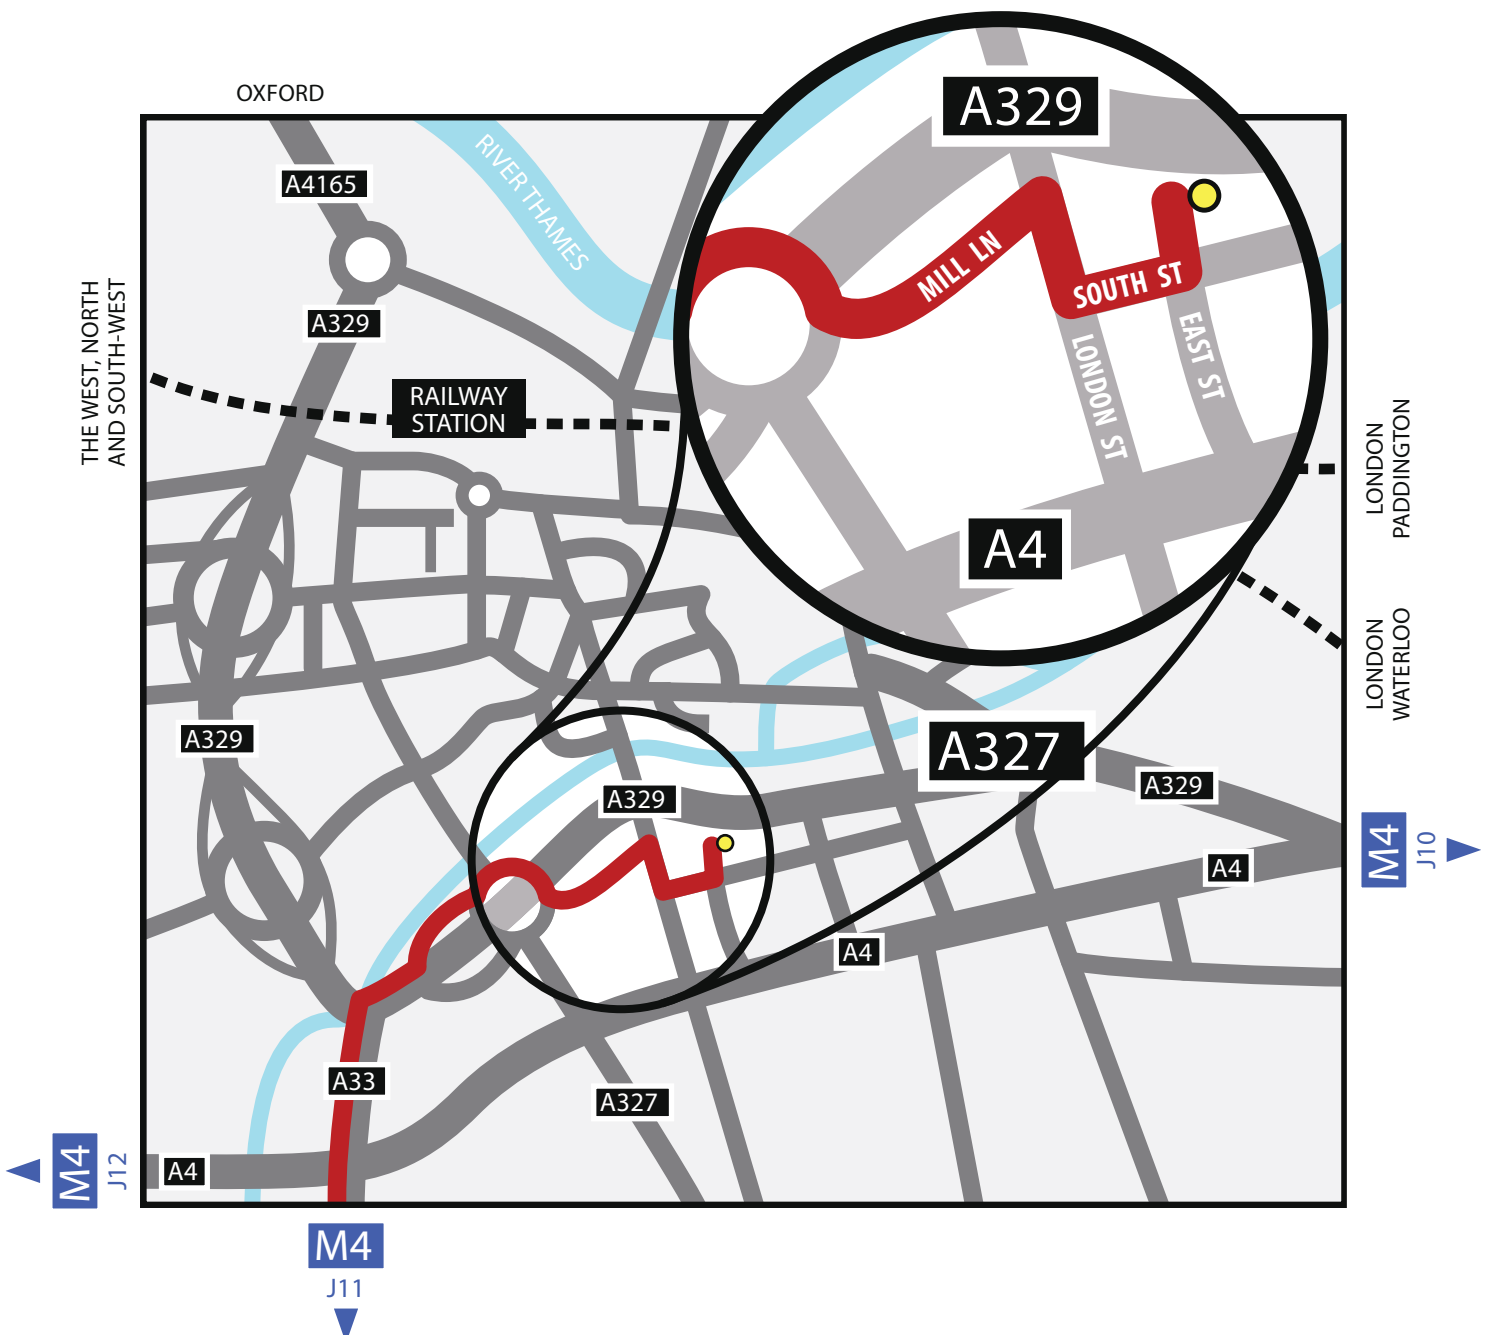 OXFORD
A329
A4165
RIVER THAMES
MILL LN
SOUTH ST
THE WEST, NORTH
AND SOUTH-WEST
A329
EAST ST
LONDON ST
RAILWAY
STATION
LONDON
PADDINGTON
A4
LONDON
WATERLOO
A329
A327
A329
A329
M4
J10
A4
A4
A33
A327
M4
J12
A4
M4
J11